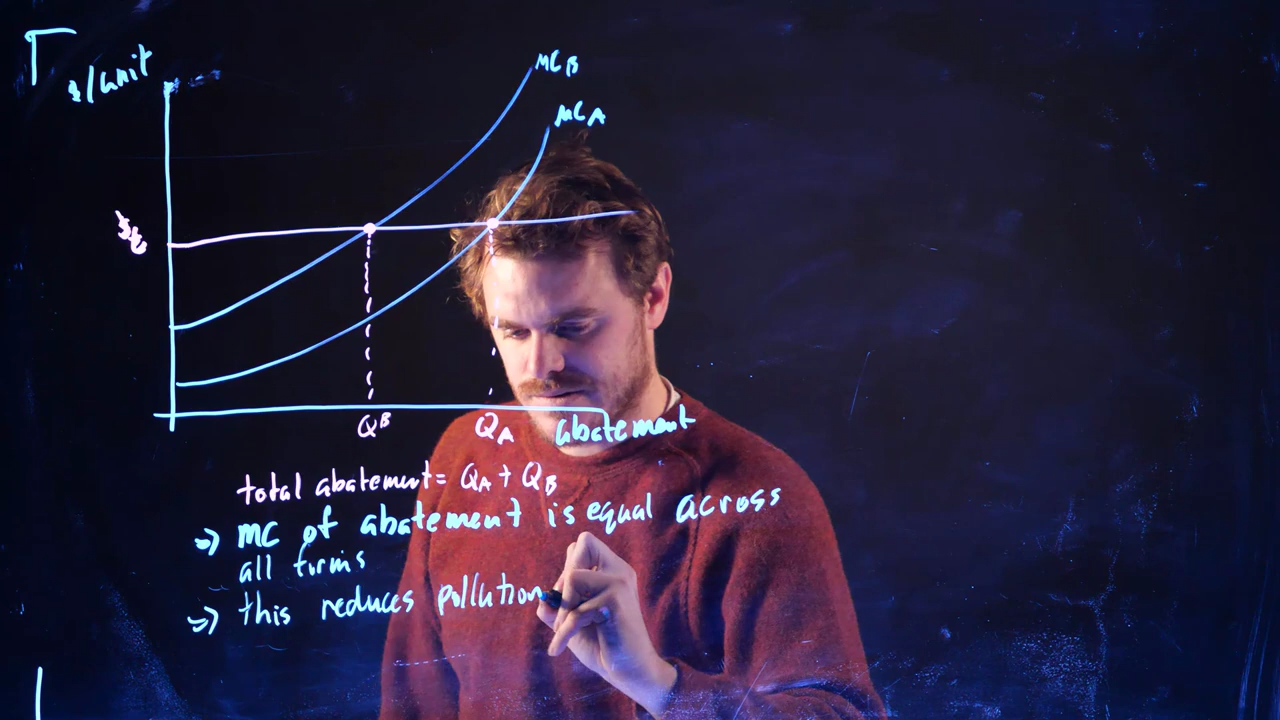 $/unit
MC_B
MC_A
$t
Q_B
Q_A
abatement
total abatement = Q_A + Q_B
=> MC of abatement is equal across
all firms
=> this reduces pollution